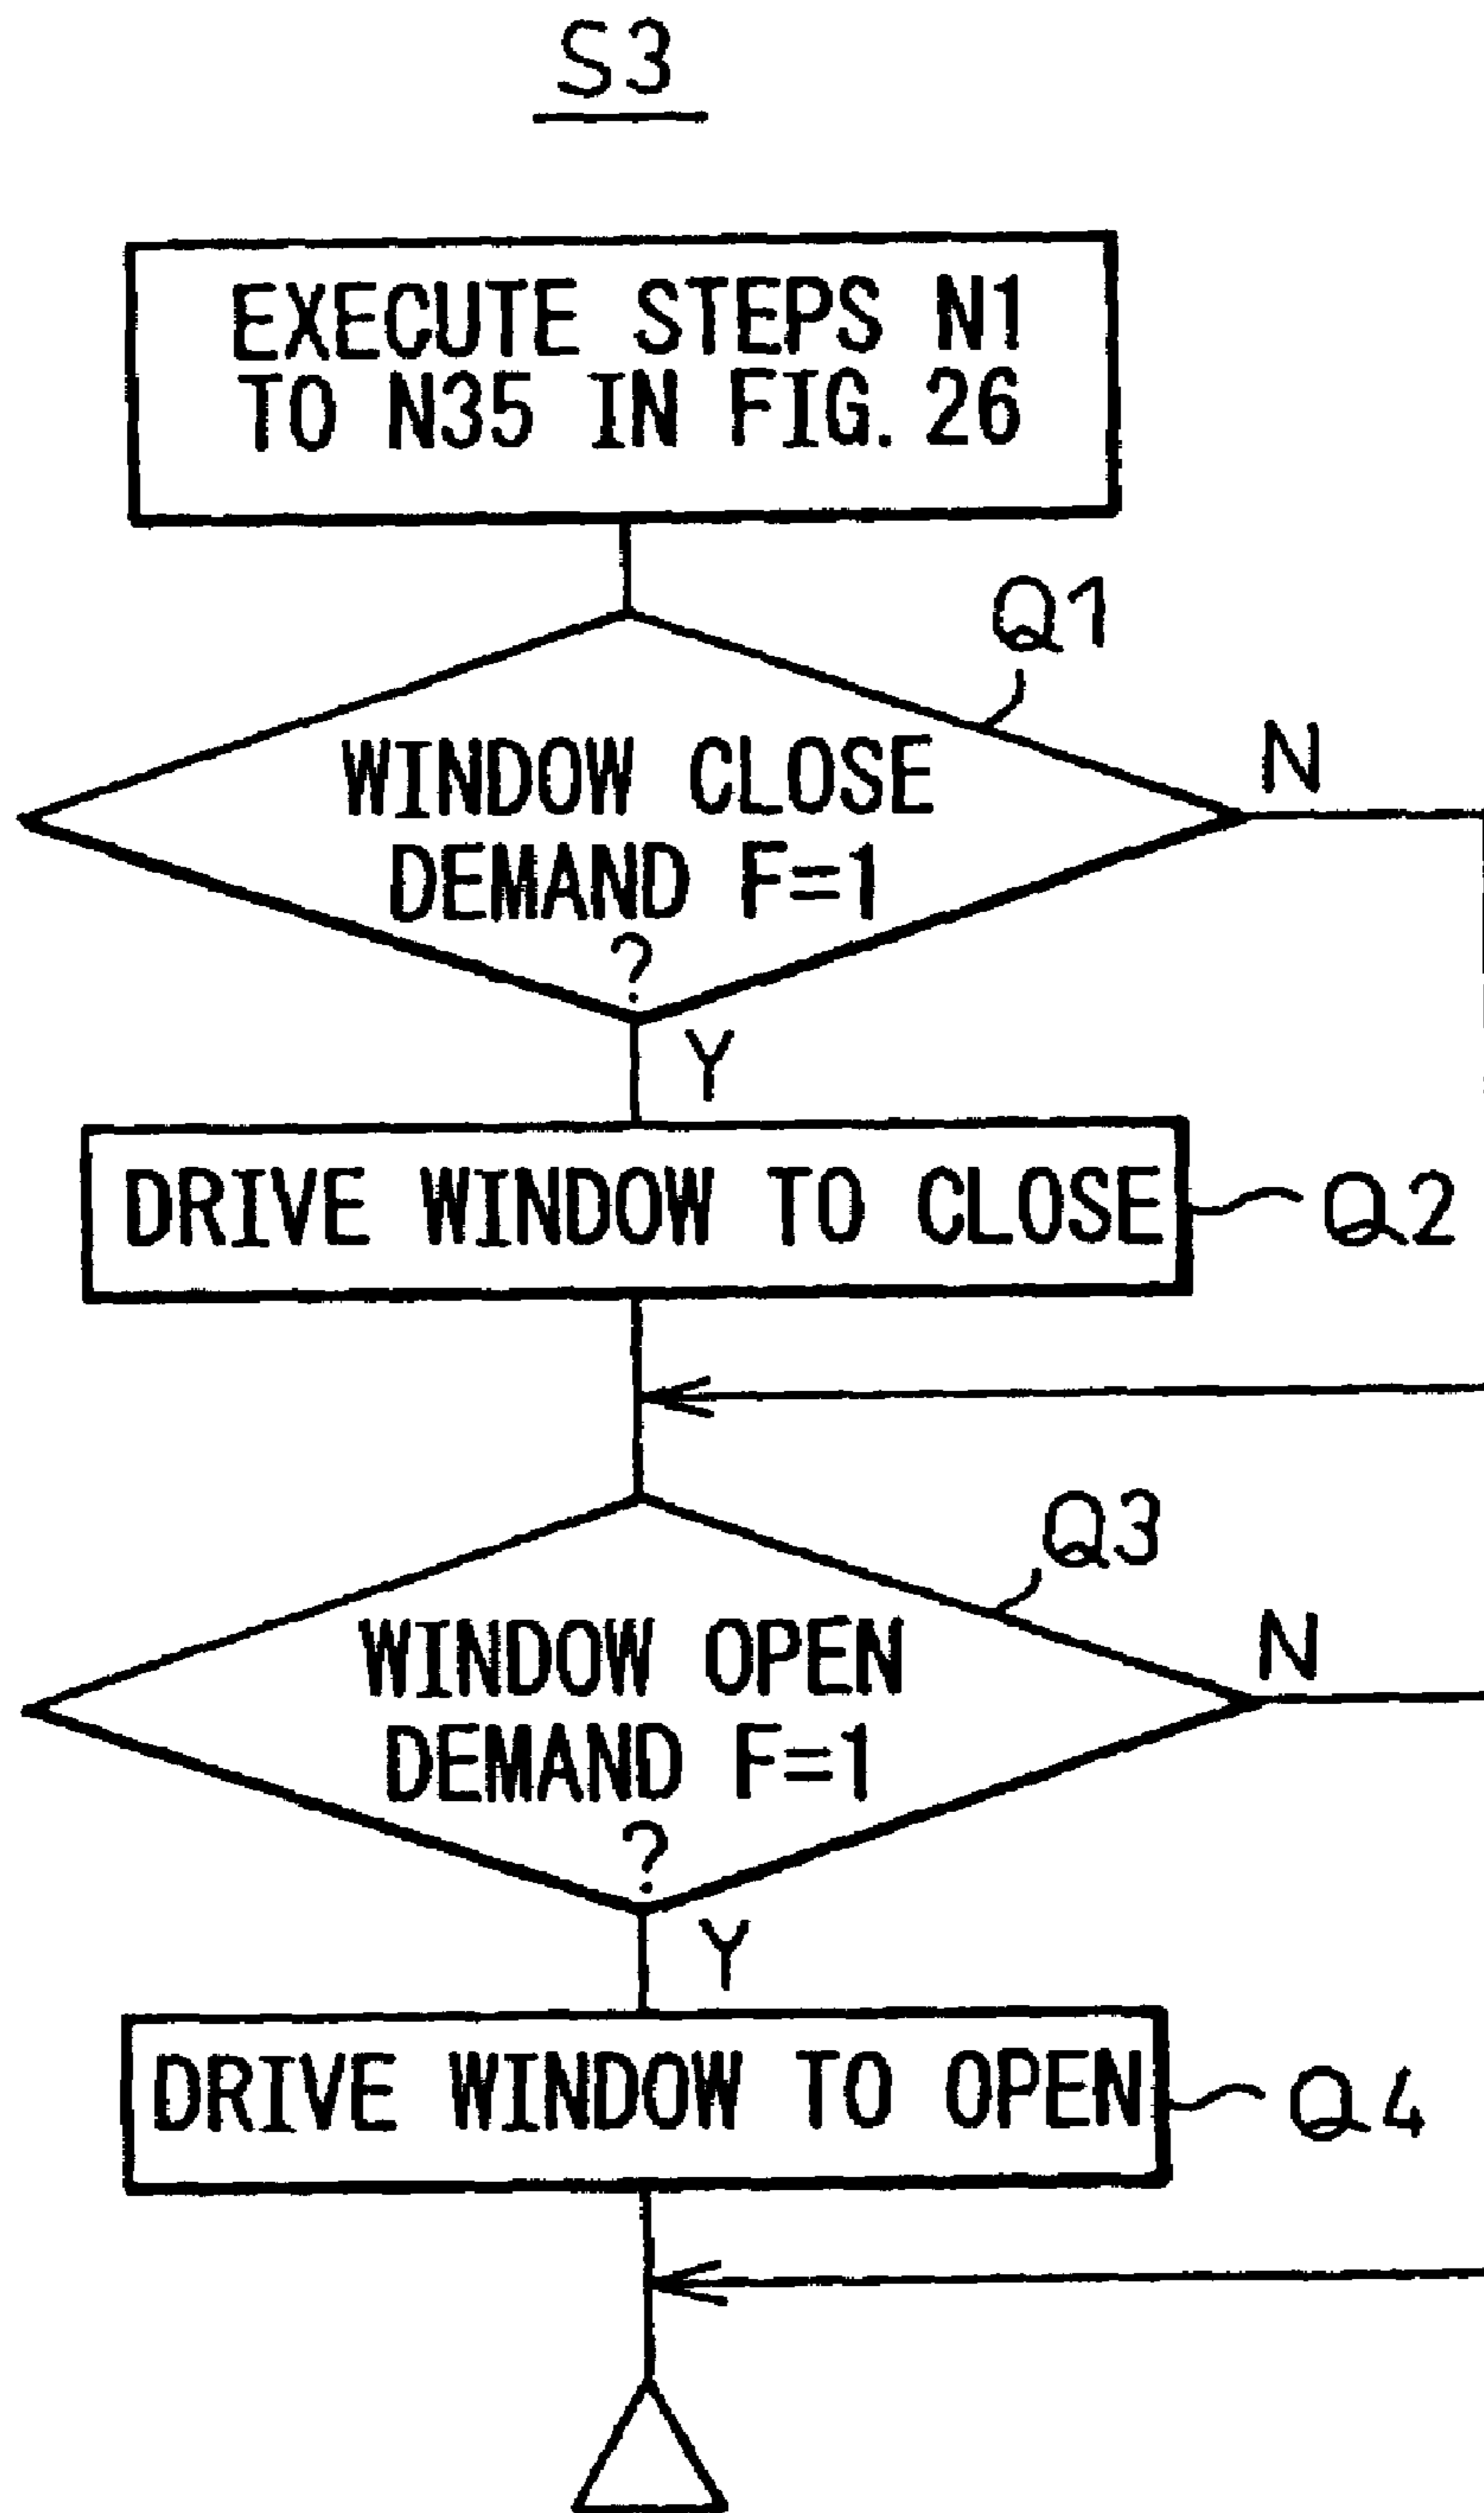 S3
EXECUTE STEPS N1
TO N35 IN FIG. 26
Q1
WINDOW CLOSE
DEMAND F=1
?
N
Y
DRIVE WINDOW TO CLOSE
Q2
Q3
WINDOW OPEN
DEMAND F=1
?
N
Y
DRIVE WINDOW TO OPEN
Q4